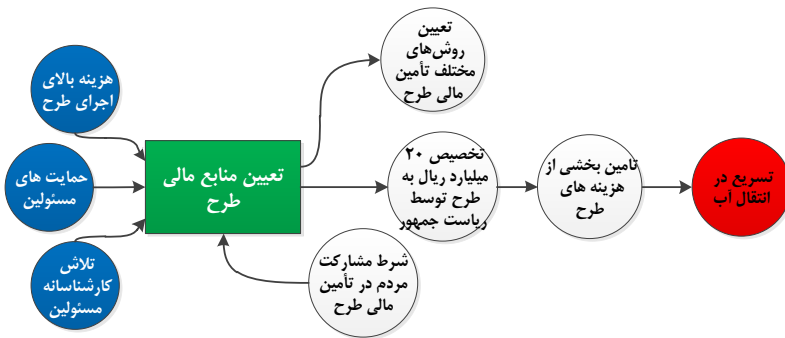 هزینه بالای
اجرای طرح
حمایت های
مسئولین
تلاش
کارشناسانه
مسئولین
تعیین منابع مالی
طرح
تعیین
روش‌های
مختلف تأمین
مالی طرح
تخصیص ۲۰
میلیارد ریال به
طرح توسط
ریاست جمهور
شرط مشارکت
مردم در تأمین
مالی طرح
تامین بخشی از
هزینه های
طرح
تسریع در
انتقال آب